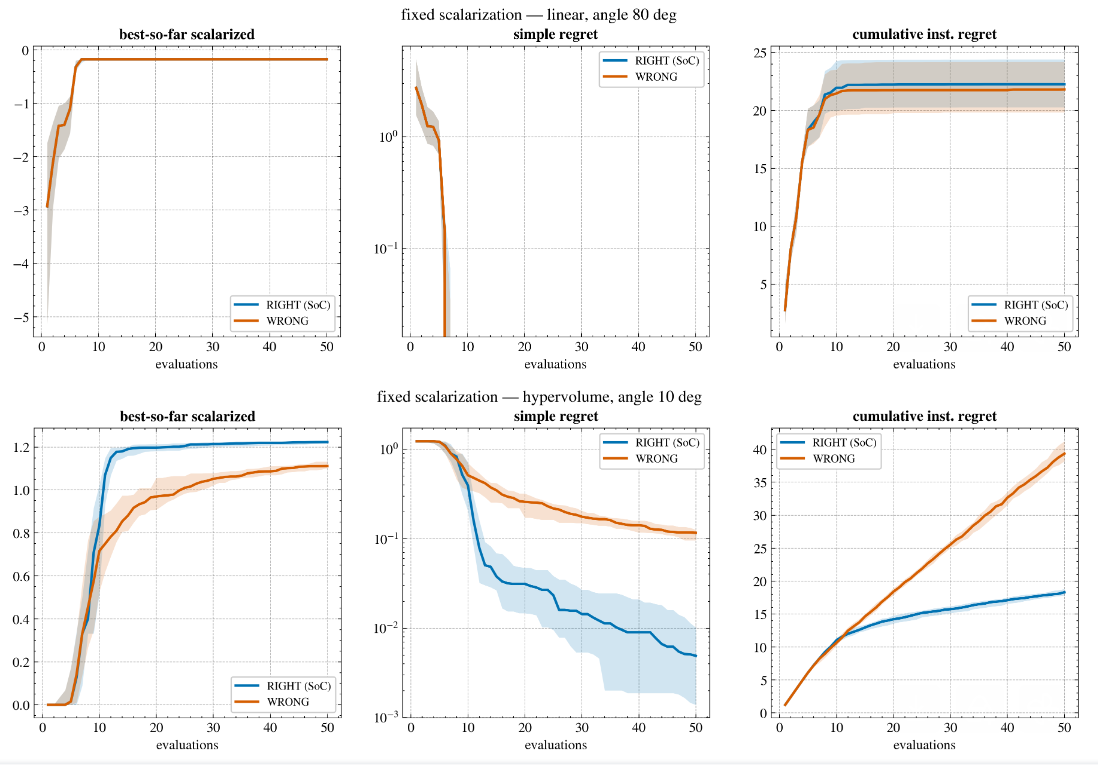 fixed scalarization — linear, angle 80 deg
best-so-far scalarized
0
−1
−2
−3
−4
−5
0 10 20 30 40 50
evaluations
RIGHT (SoC)
WRONG
simple regret
10⁰
10⁻¹
0 10 20 30 40 50
evaluations
RIGHT (SoC)
WRONG
cumulative inst. regret
25
20
15
10
5
0 10 20 30 40 50
evaluations
RIGHT (SoC)
WRONG
fixed scalarization — hypervolume, angle 10 deg
best-so-far scalarized
1.2
1.0
0.8
0.6
0.4
0.2
0.0
0 10 20 30 40 50
evaluations
RIGHT (SoC)
WRONG
simple regret
10⁰
10⁻¹
10⁻²
10⁻³
0 10 20 30 40 50
evaluations
RIGHT (SoC)
WRONG
cumulative inst. regret
40
35
30
25
20
15
10
5
0
0 10 20 30 40 50
evaluations
RIGHT (SoC)
WRONG